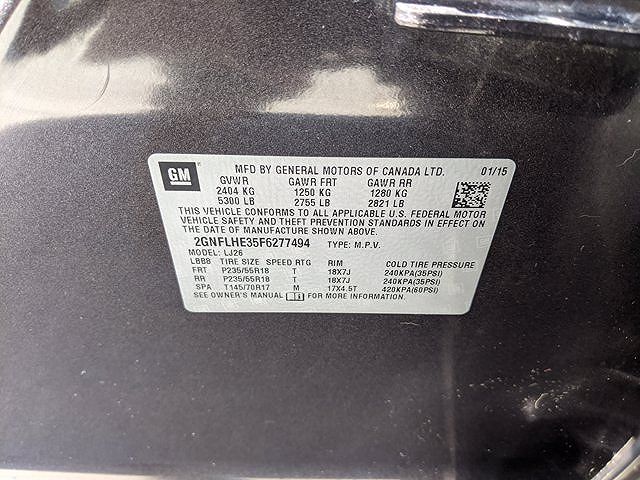 GM
MFD BY GENERAL MOTORS OF CANADA LTD. 01/15
GVWR GAWR FRT GAWR RR
2404 KG 1250 KG 1280 KG
5300 LB 2755 LB 2821 LB
THIS VEHICLE CONFORMS TO ALL APPLICABLE U.S. FEDERAL MOTOR
VEHICLE SAFETY AND THEFT PREVENTION STANDARDS IN EFFECT ON
THE DATE OF MANUFACTURE SHOWN ABOVE.
2GNFLHE35F6277494 TYPE: M.P.V.
MODEL: LJ26
L8B8 TIRE SIZE SPEED RTG RIM COLD TIRE PRESSURE
FRT P235/55R18 T 18X7J 240KPA(35PSI)
RR P235/55R18 T 18X7J 240KPA(35PSI)
SPA T145/70R17 M 17X4.5T 420KPA(60PSI)
SEE OWNER'S MANUAL FOR MORE INFORMATION.